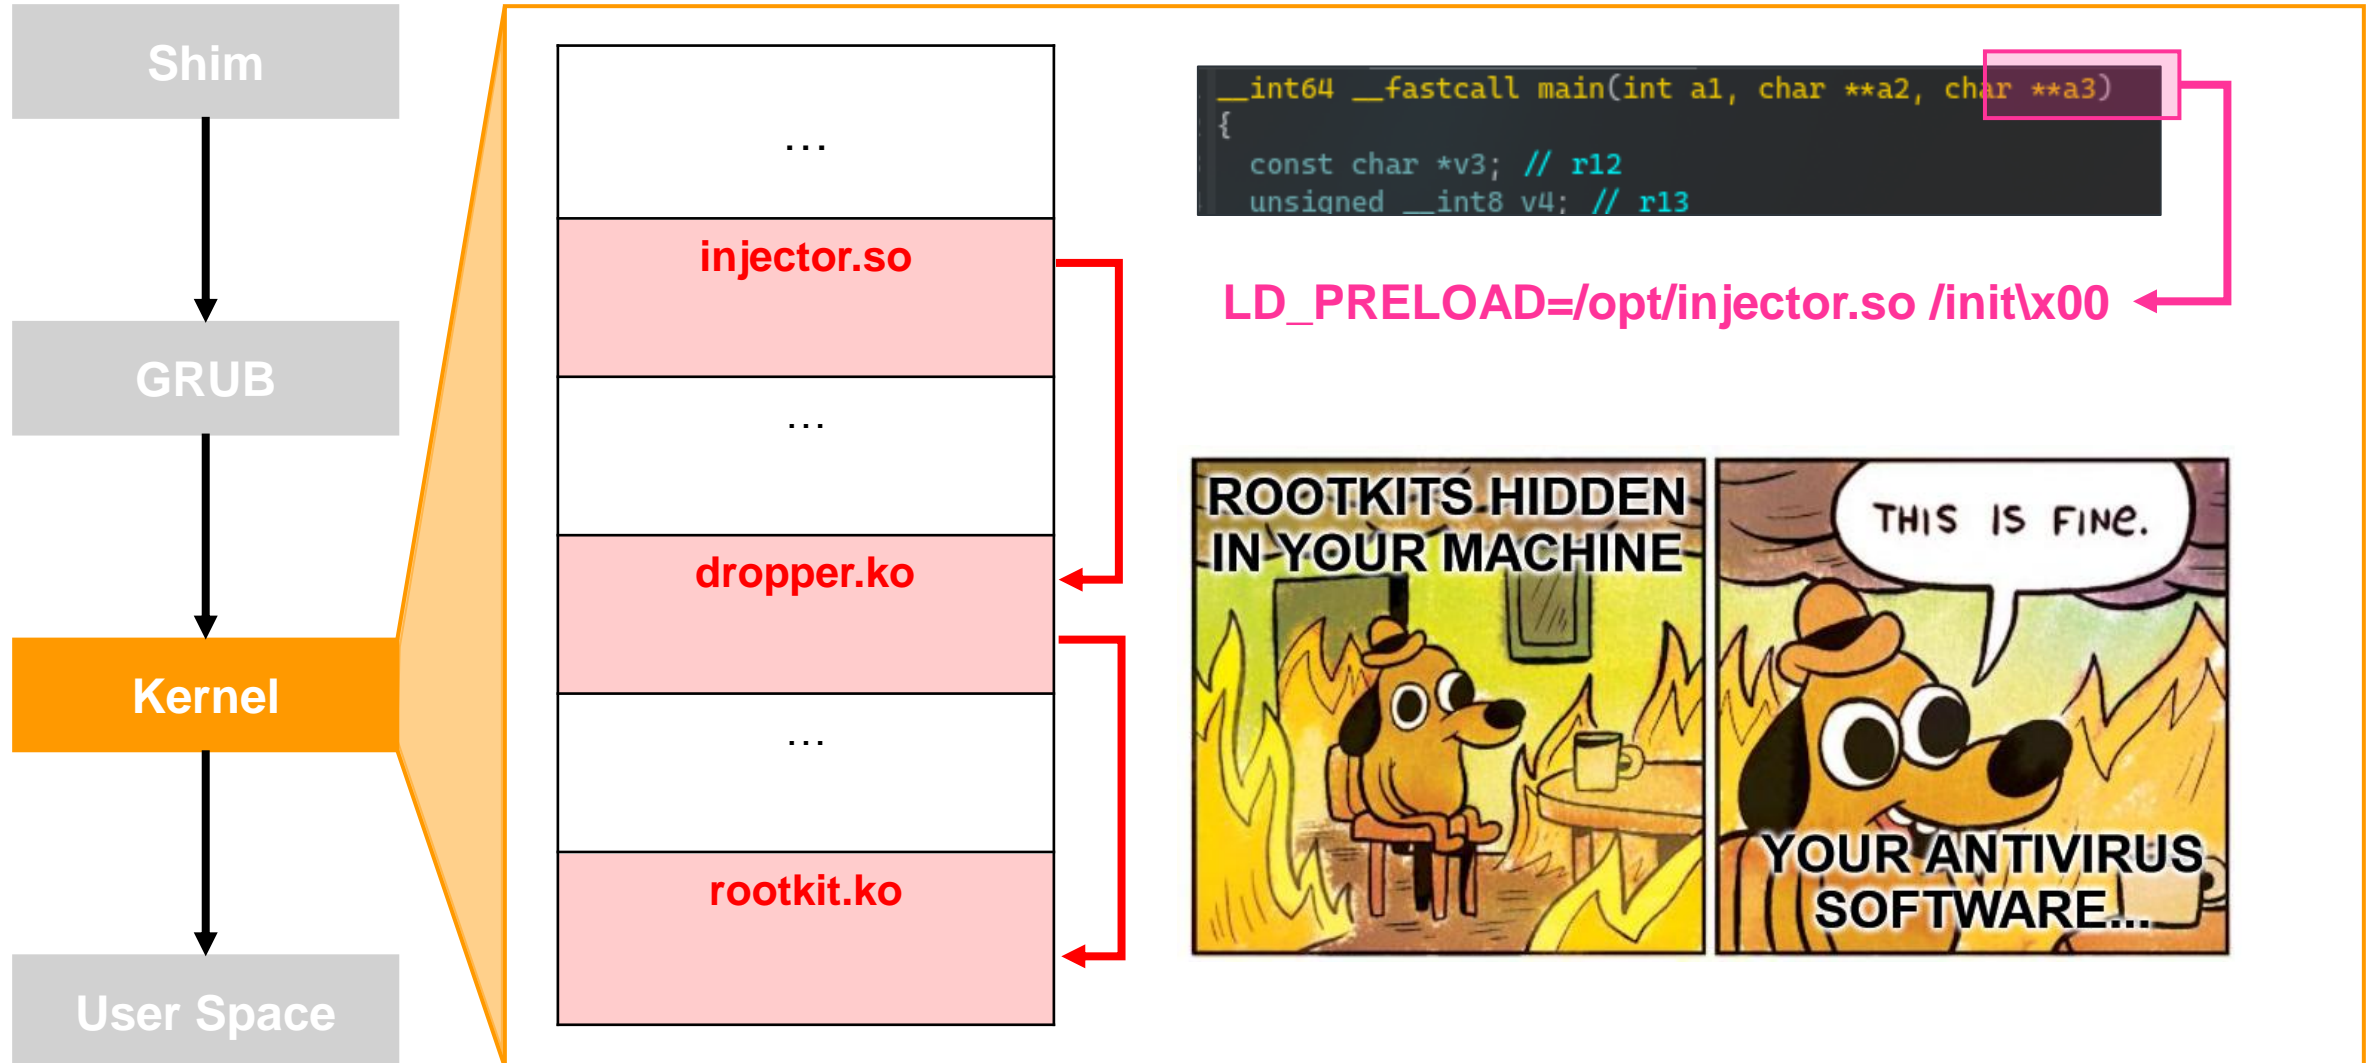 Shim
GRUB
Kernel
User Space
...
injector.so
...
dropper.ko
...
rootkit.ko
__int64 __fastcall main(int a1, char **a2, char **a3)
{
const char *v3; // r12
unsigned __int8 v4; // r13
LD_PRELOAD=/opt/injector.so /init\x00
ROOTKITS HIDDEN
IN YOUR MACHINE
THIS IS FINE.
YOUR ANTIVIRUS
SOFTWARE...